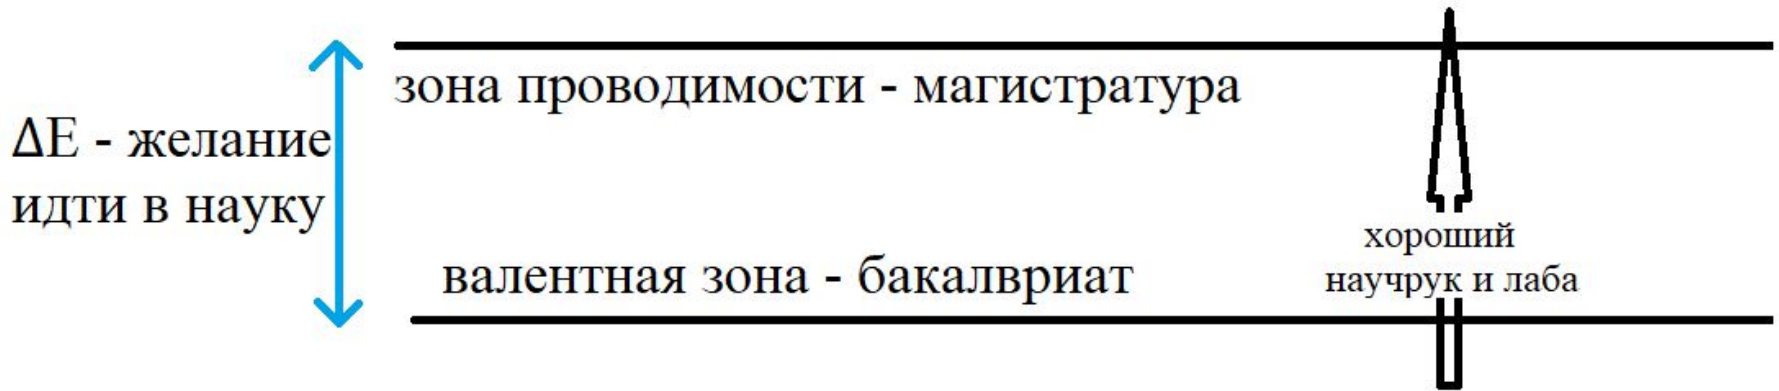 зона проводимости - магистратура
ΔE - желание
идти в науку
хороший
научрук и лаба
валентная зона - бакалвриат